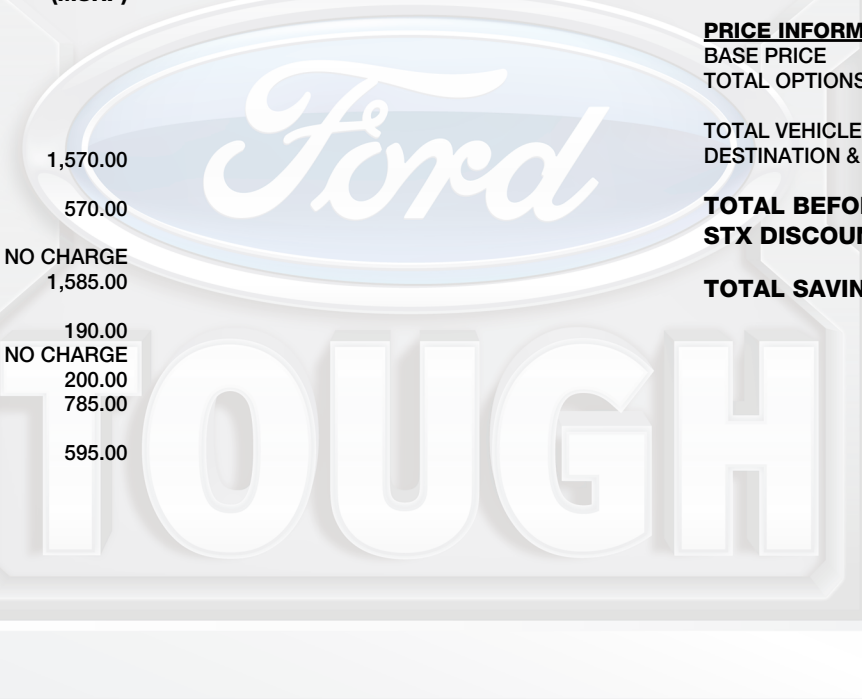 1,570.00
570.00
NO CHARGE
1,585.00
190.00
NO CHARGE
200.00
785.00
595.00
Ford
TOUGH
PRICE INFORM
BASE PRICE
TOTAL OPTIONS
TOTAL VEHICLE
DESTINATION &
TOTAL BEFO
STX DISCOU
TOTAL SAVIN